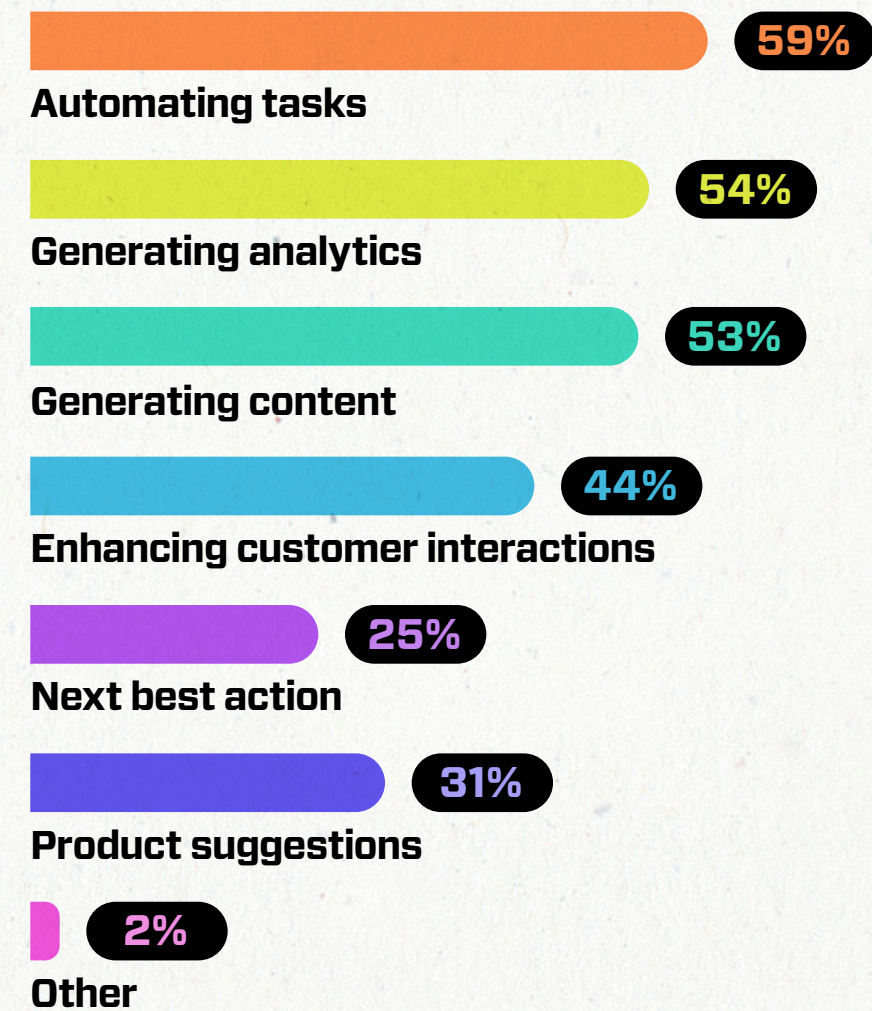 59%
Automating tasks
54%
Generating analytics
53%
Generating content
44%
Enhancing customer interactions
25%
Next best action
31%
Product suggestions
2%
Other